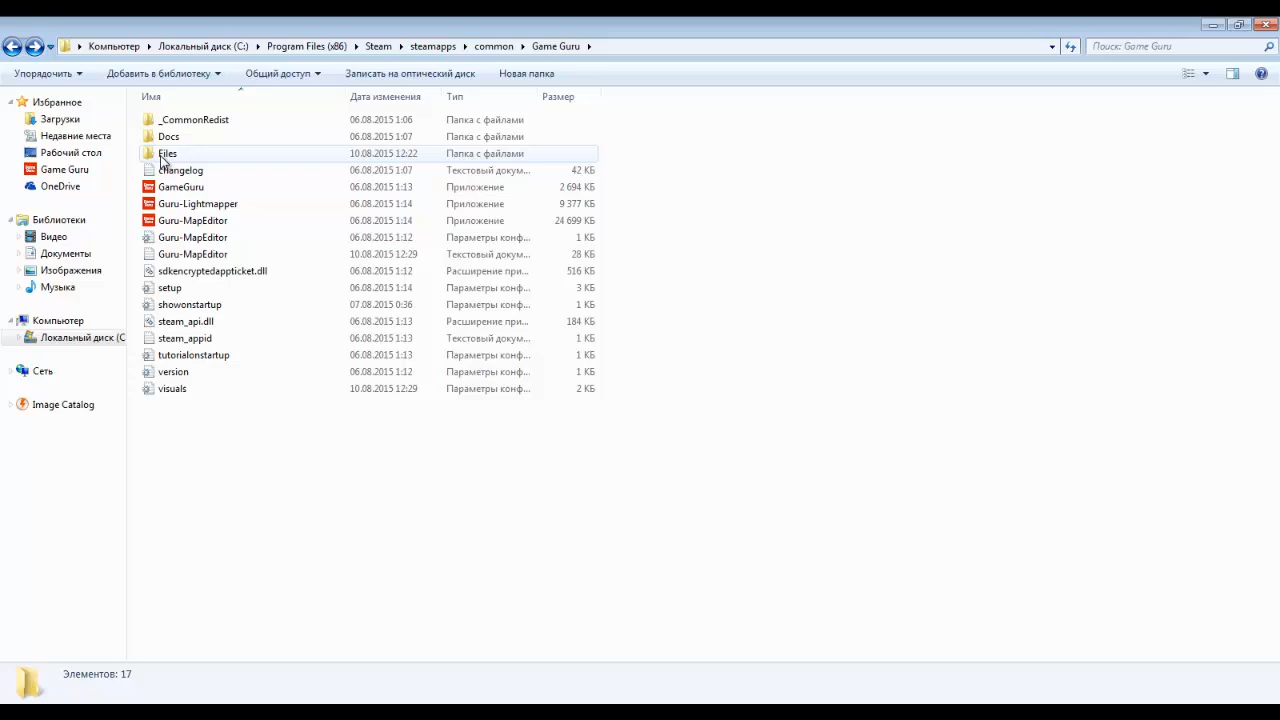 Компьютер Локальный диск (C:) Program Files (x86) Steam steamapps common Game Guru Поиск: Game Guru
Упорядочить Добавить в библиотеку Общий доступ Записать на оптический диск Новая папка
Избранное
Загрузки
Недавние места
Рабочий стол
Game Guru
OneDrive
Библиотеки
Видео
Документы
Изображения
Музыка
Компьютер
Локальный диск (C
Сеть
Image Catalog
Имя Дата изменения Тип Размер
_CommonRedist 06.08.2015 1:06 Папка с файлами
Docs 06.08.2015 1:07 Папка с файлами
Files 10.08.2015 12:22 Папка с файлами
changelog 06.08.2015 1:07 Текстовый докум... 42 КБ
GameGuru 06.08.2015 1:13 Приложение 2 694 КБ
Guru-Lightmapper 06.08.2015 1:14 Приложение 9 377 КБ
Guru-MapEditor 06.08.2015 1:14 Приложение 24 699 КБ
Guru-MapEditor 06.08.2015 1:12 Параметры конф... 1 КБ
Guru-MapEditor 10.08.2015 12:29 Текстовый докум... 28 КБ
sdkencryptedappticket.dll 06.08.2015 1:12 Расширение при... 516 КБ
setup 06.08.2015 1:14 Параметры конф... 3 КБ
showonstartup 07.08.2015 0:36 Параметры конф... 1 КБ
steam_api.dll 06.08.2015 1:13 Расширение при... 184 КБ
steam_appid 06.08.2015 1:13 Текстовый докум... 1 КБ
tutorialonstartup 06.08.2015 1:13 Параметры конф... 1 КБ
version 06.08.2015 1:12 Параметры конф... 1 КБ
visuals 10.08.2015 12:29 Параметры конф... 2 КБ
Элементов: 17